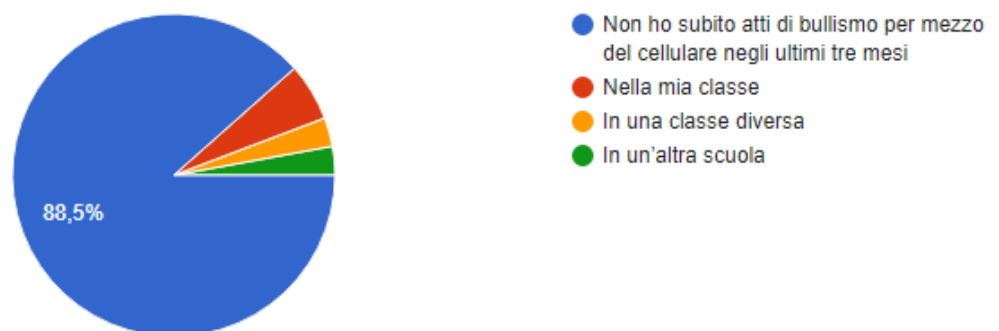 88,5%
Non ho subito atti di bullismo per mezzo
del cellulare negli ultimi tre mesi
Nella mia classe
In una classe diversa
In un'altra scuola